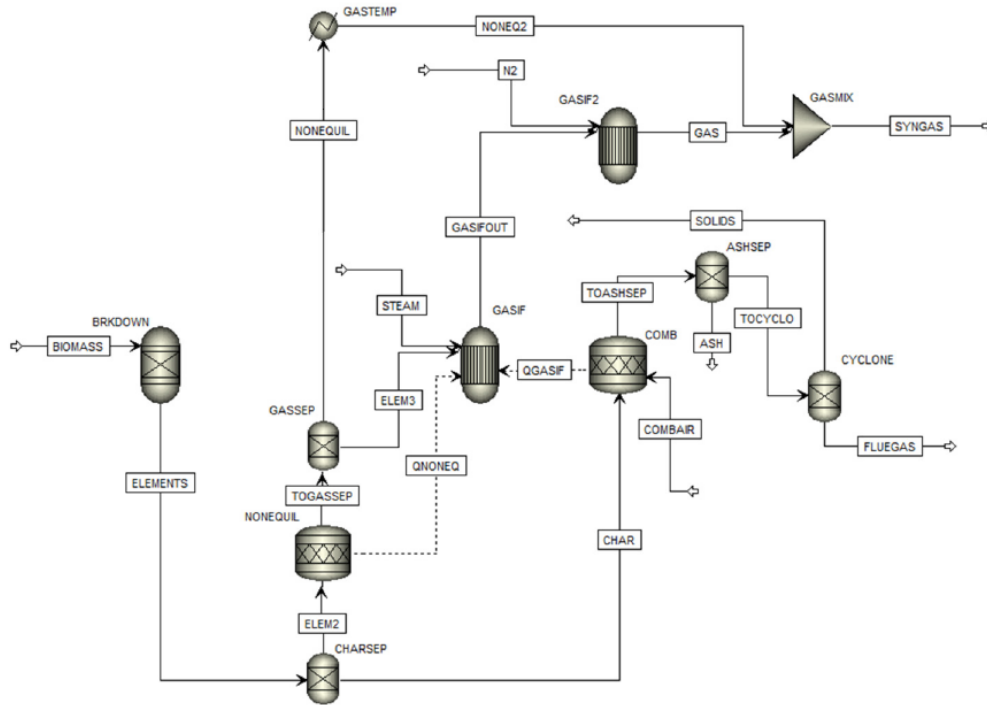 GASTEMP
NONEQ2
N2
GASIF2
GASMIX
NONEQUIL
GAS
SYNGAS
GASIFOUT
SOLIDS
ASHSEP
STEAM
GASIF
TOASHSEP
BRKDOWN
BIOMASS
COMB
TOCYCLO
ASH
CYCLONE
QGASIF
ELEM3
GASSEP
COMBAIR
FLUEGAS
QNONEQ
ELEMENTS
TOGASSEP
NONEQUIL
CHAR
ELEM2
CHARSEP